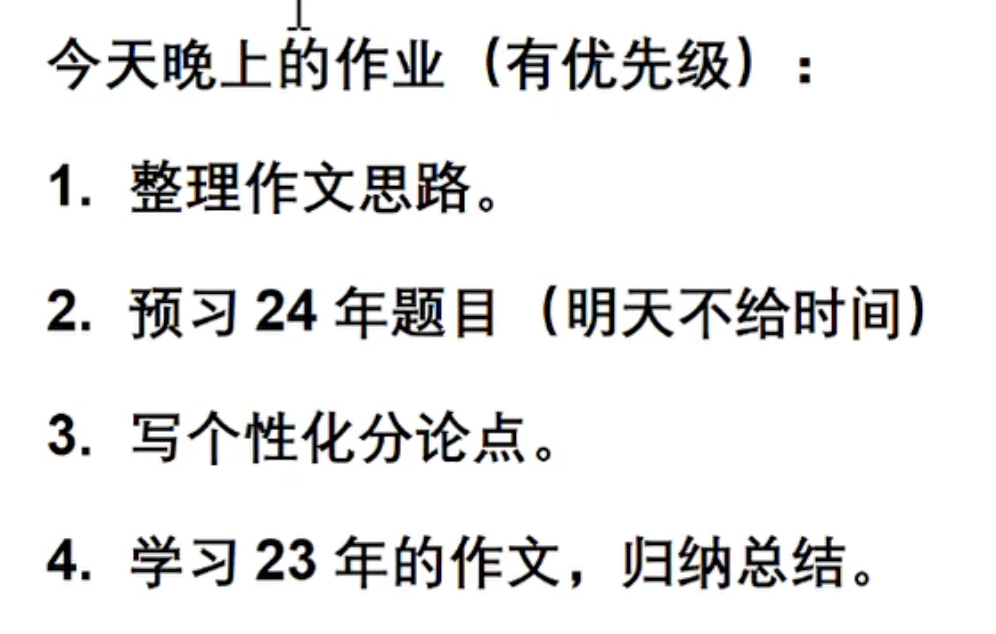 今天晚上的作业（有优先级）：
1. 整理作文思路。
2. 预习 24 年题目（明天不给时间）
3. 写个性化分论点。
4. 学习 23 年的作文，归纳总结。